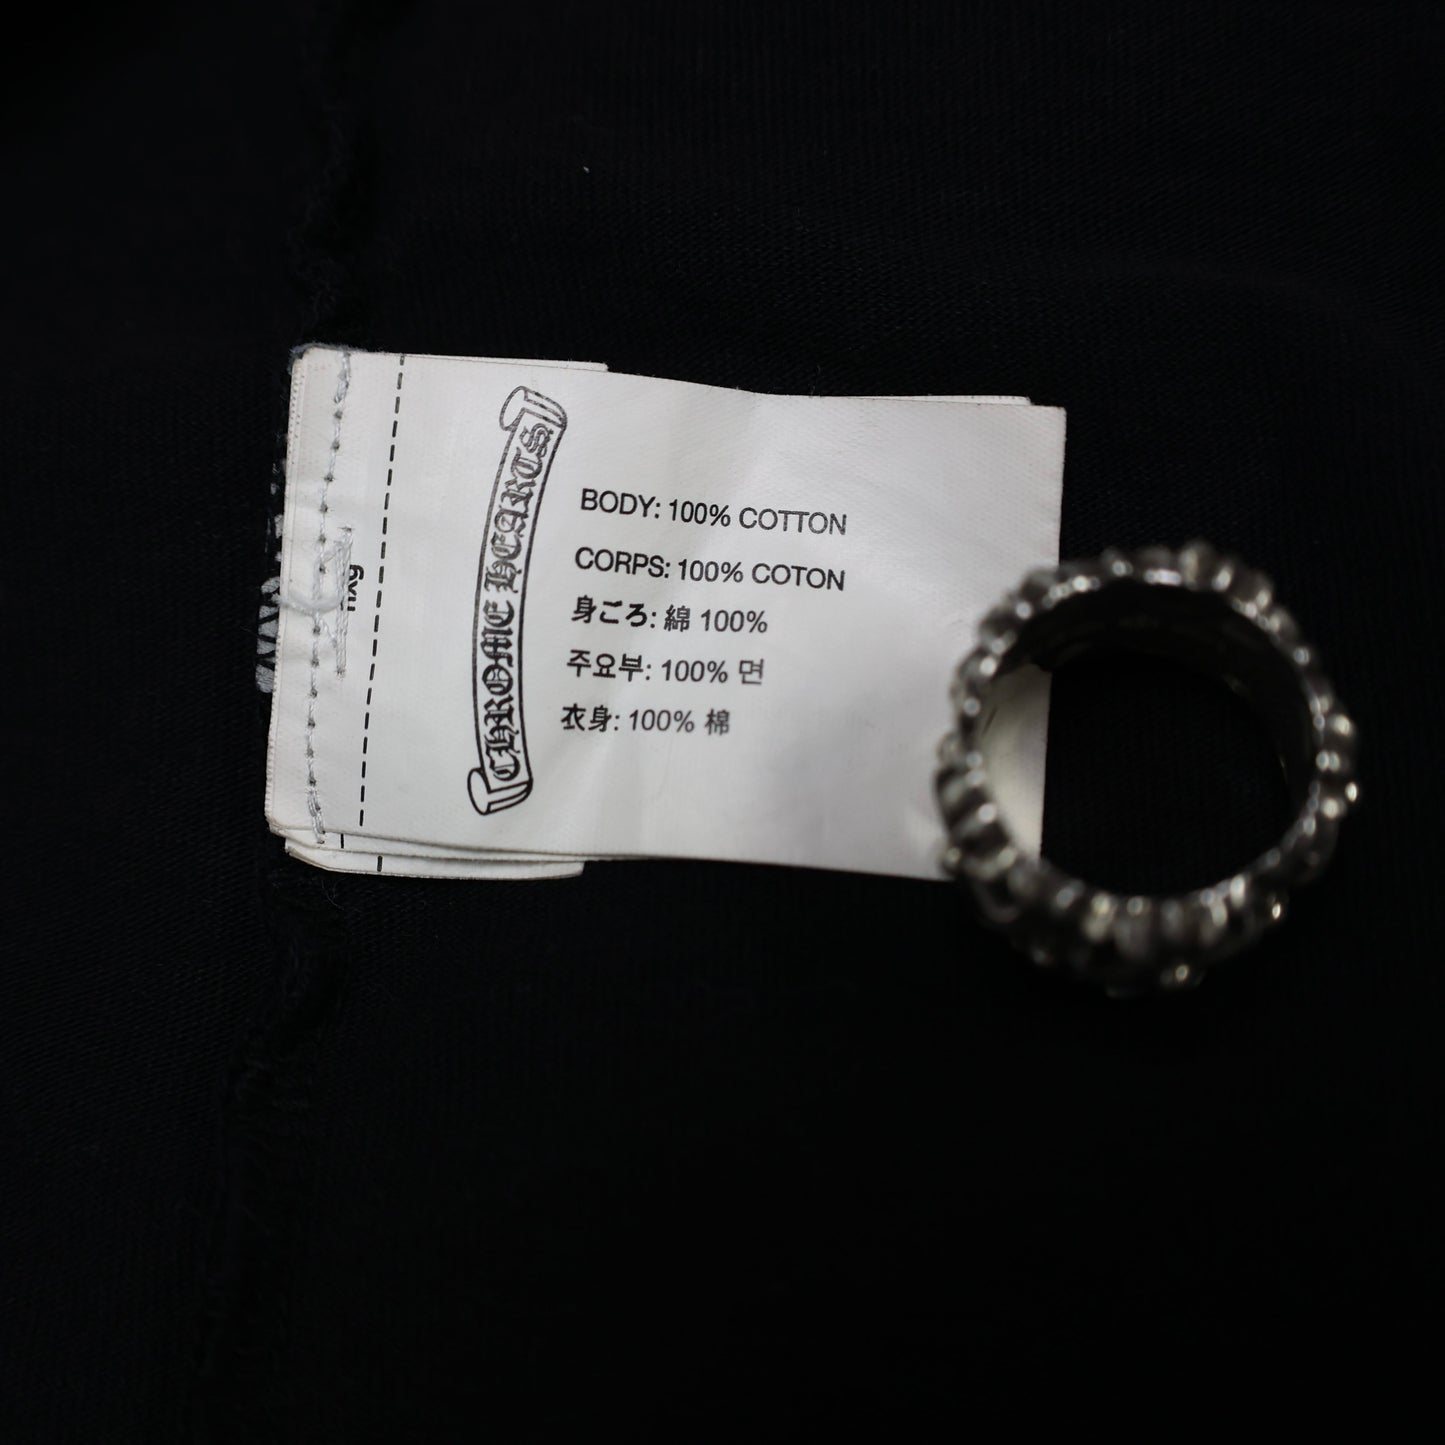 CHROME HEARTS
BODY: 100% COTTON
CORPS: 100% COTON
身ごろ: 綿 100%
주요부: 100% 면
衣身: 100% 棉